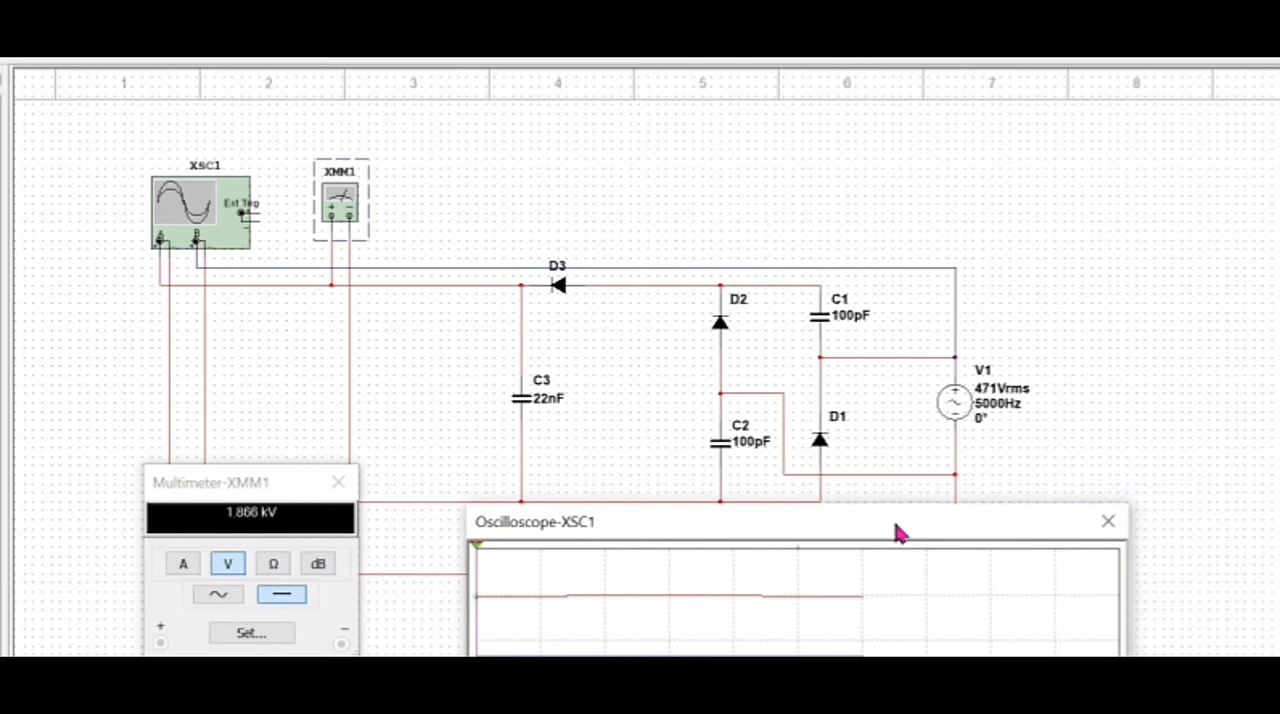 1 2 3 4 5 6 7 8
XSC1
XMM1
Ext Trig
A B
D3
D2
C1
100pF
V1
471Vrms
5000Hz
0°
C3
22nF
D1
C2
100pF
Multimeter-XMM1
1.866 kV
A V Ω dB
+ −
Set...
Oscilloscope-XSC1